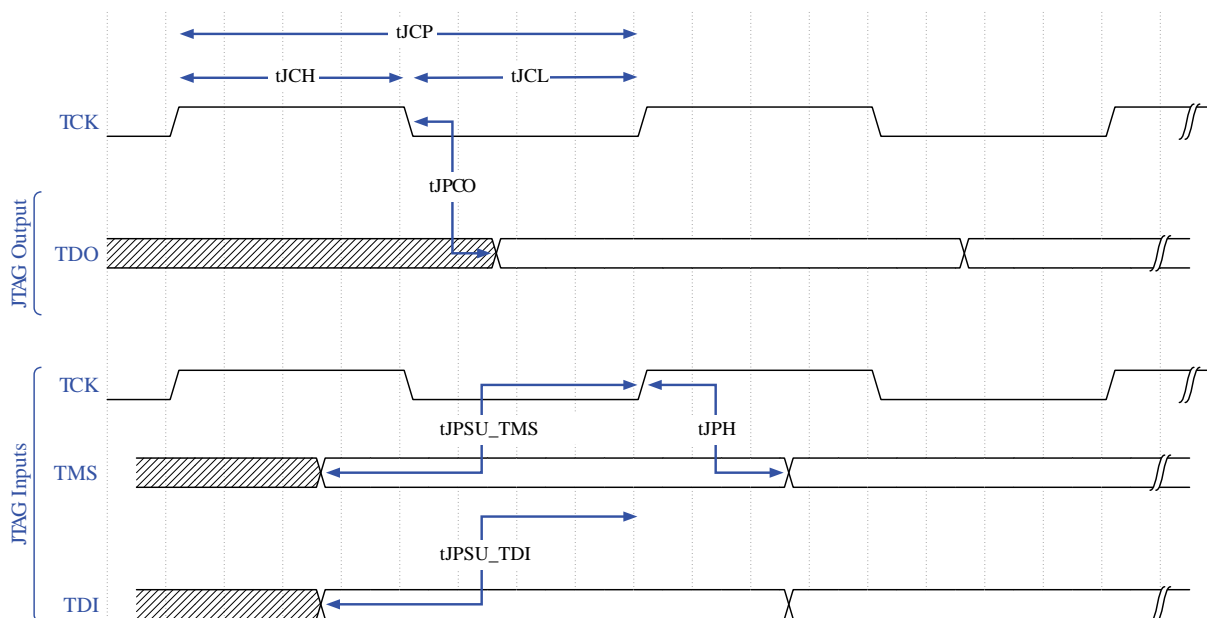 tJCP
tJCH
tJCL
TCK
tJPCO
JTAG Output
TDO
TCK
tJPSU_TMS
tJPH
JTAG Inputs
TMS
tJPSU_TDI
TDI